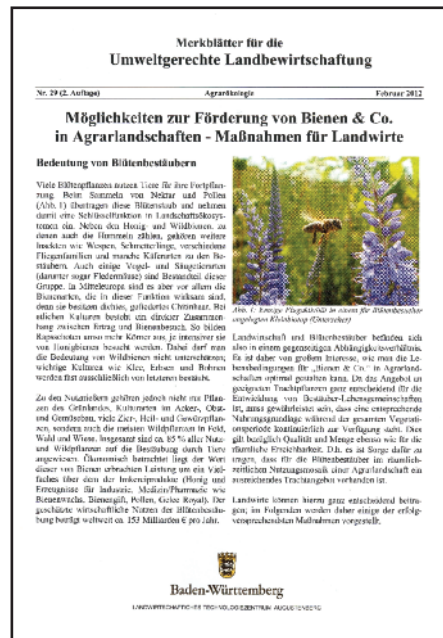 Merkblätter für die
Umweltgerechte Landbewirtschaftung
Nr. 29 (2. Auflage) Agrarökologie Februar 2012
Möglichkeiten zur Förderung von Bienen & Co.
in Agrarlandschaften - Maßnahmen für Landwirte
Bedeutung von Blütenbestäubern
Viele Blütenpflanzen nutzen Tiere für ihre Fortpflan-
zung. Beim Sammeln von Nektar und Pollen
(Abb. 1) übertragen diese Blütenstaub und nehmen
damit eine Schlüsselfunktion in Landschaftsökosys-
temen ein. Neben den Honig- und Wildbienen, zu
denen auch die Hummeln zählen, gehören weitere
Insekten wie Wespen, Schmetterlinge, verschiedene
Fliegenfamilien und manche Käferarten zu den Be-
stäubern. Auch einige Vogel- und Säugetierarten
(darunter sogar Fledermäuse) sind Bestandteil dieser
Gruppe. In Mitteleuropa sind es aber vor allem die
Bienenarten, die in dieser Funktion wirksam sind,
denn sie besitzen dichtes, gefiedertes Chitinhaar. Bei
etlichen Kulturen besteht ein direkter Zusammen-
hang zwischen Ertrag und Bienenbesuch. So bilden
Rapsschoten umso mehr Körner aus, je intensiver sie
von Honigbienen besucht werden. Dabei darf man
die Bedeutung von Wildbienen nicht unterschätzen;
wichtige Kulturen wie Klee, Erbsen und Bohnen
werden fast ausschließlich von letzteren bestäubt.
Zu den Nutznießern gehören jedoch nicht nur Pflan-
zen des Grünlandes, Kulturarten im Acker-, Obst-
und Gemüsebau, viele Zier-, Heil- und Gewürzpflan-
zen, sondern auch die meisten Wildpflanzen in Feld,
Wald und Wiese. Insgesamt sind ca. 85 % aller Nutz-
und Wildpflanzen auf die Bestäubung durch Tiere
angewiesen. Ökonomisch betrachtet liegt der Wert
dieser von Bienen erbrachten Leistung um ein Viel-
faches über dem der Imkereiprodukte (Honig und
Erzeugnisse für Industrie, Medizin/Pharmazie wie
Bienenwachs, Bienengift, Pollen, Gelee Royal). Der
geschätzte wirtschaftliche Nutzen der Blütenbestäu-
bung beträgt weltweit ca. 153 Milliarden € pro Jahr.
Abb. 1: Emsige Flugaktivität in einem für Blütenbesucher
angelegten Kleinbiotop
Landwirtschaft und Blütenbestäuber befinden sich
also in einem gegenseitigen Abhängigkeitsverhältnis.
Es ist daher von großem Interesse, wie man die Le-
bensbedingungen für „Bienen & Co.“ in Agrarland-
schaften optimal gestalten kann. Da das Angebot an
geeigneten Trachtpflanzen ganz entscheidend für die
Entwicklung von Bestäuber-Lebensgemeinschaften
ist, muss gewährleistet sein, dass eine entsprechende
Nahrungsgrundlage während der gesamten Vegetati-
onsperiode kontinuierlich zur Verfügung steht. Dies
gilt bezüglich Qualität und Menge ebenso wie für die
räumliche Erreichbarkeit. D.h. es ist Sorge dafür zu
tragen, dass für die Blütenbestäuber im räumlich-
zeitlichen Nutzungsmosaik einer Agrarlandschaft ein
ausreichendes Trachtangebot vorhanden ist.
Landwirte können hierzu ganz entscheidend beitra-
gen; im Folgenden werden daher einige der erfolg-
versprechendsten Maßnahmen vorgestellt.
Baden-Württemberg
LANDWIRTSCHAFTLICHES TECHNOLOGIEZENTRUM AUGUSTENBERG